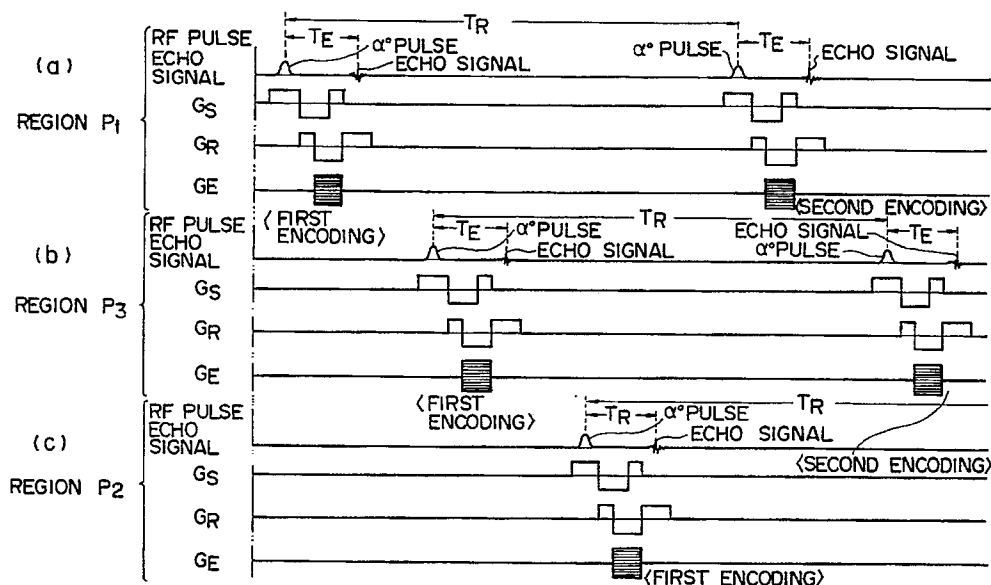 (a)
REGION P1
RF PULSE
ECHO SIGNAL
GS
GR
GE
TR
TE
α° PULSE
ECHO SIGNAL
α° PULSE
TE
ECHO SIGNAL
⟨FIRST ENCODING⟩
⟨SECOND ENCODING⟩
(b)
REGION P3
RF PULSE
ECHO SIGNAL
GS
GR
GE
TR
TE
α° PULSE
ECHO SIGNAL
ECHO SIGNAL
α° PULSE
TE
⟨FIRST ENCODING⟩
⟨SECOND ENCODING⟩
(c)
REGION P2
RF PULSE
ECHO SIGNAL
GS
GR
GE
TR
TR
α° PULSE
ECHO SIGNAL
⟨FIRST ENCODING⟩